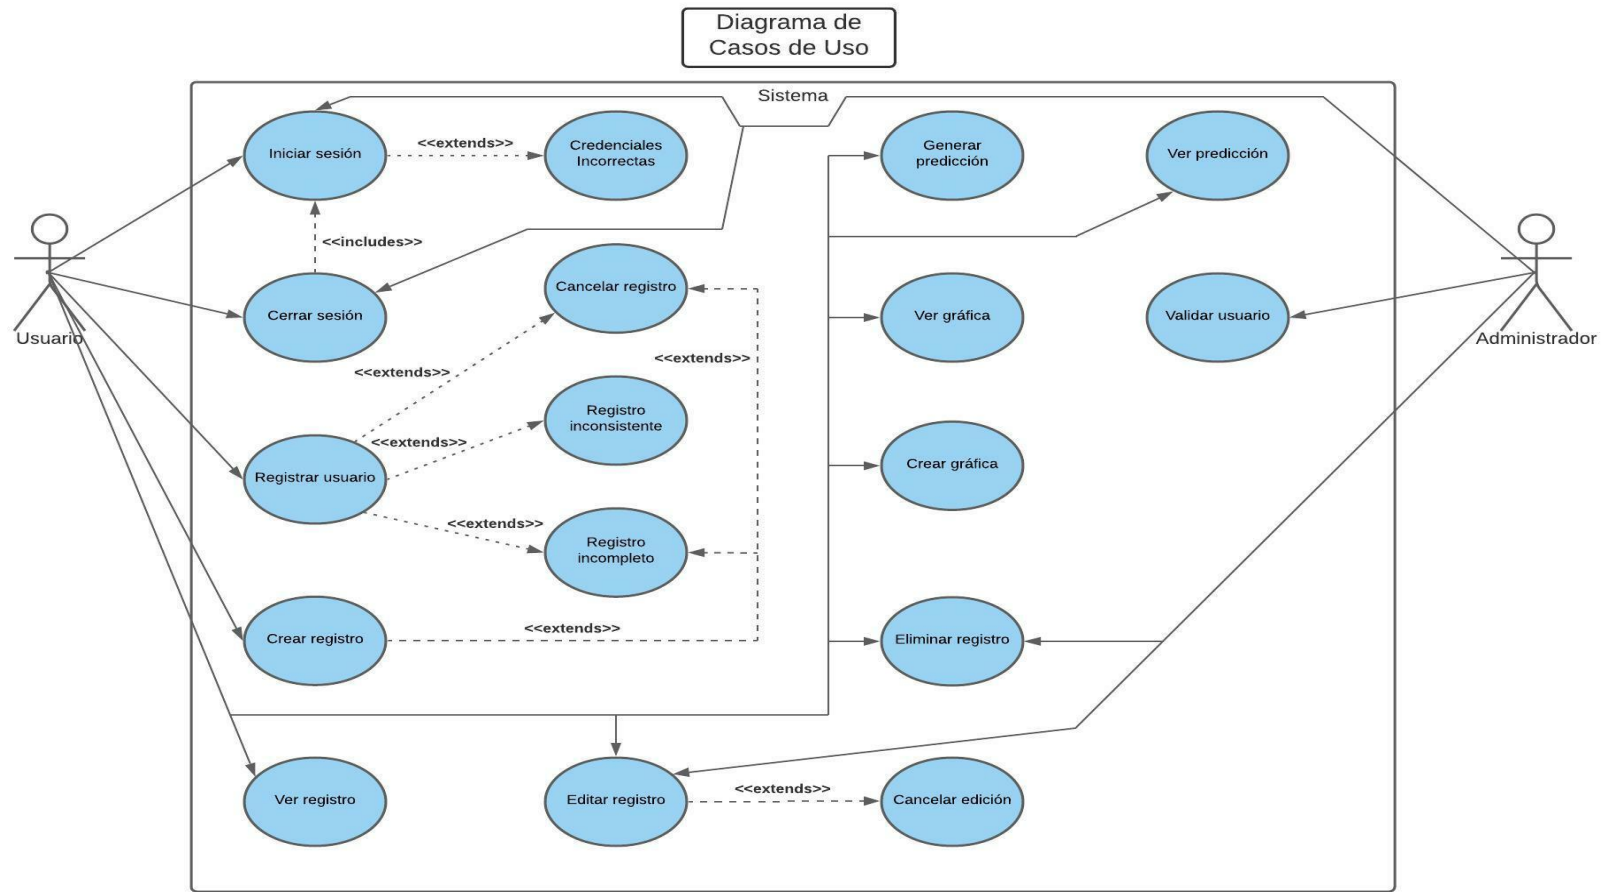 Diagrama de
Casos de Uso
Sistema
Iniciar sesión
<<extends>>
Credenciales
Incorrectas
Generar
predicción
Ver predicción
<<includes>>
Cerrar sesión
Cancelar registro
Ver gráfica
Validar usuario
Usuario
Administrador
<<extends>>
<<extends>>
Registro
inconsistente
<<extends>>
Registrar usuario
Crear gráfica
<<extends>>
Registro
incompleto
Crear registro
<<extends>>
Eliminar registro
Ver registro
Editar registro
<<extends>>
Cancelar edición